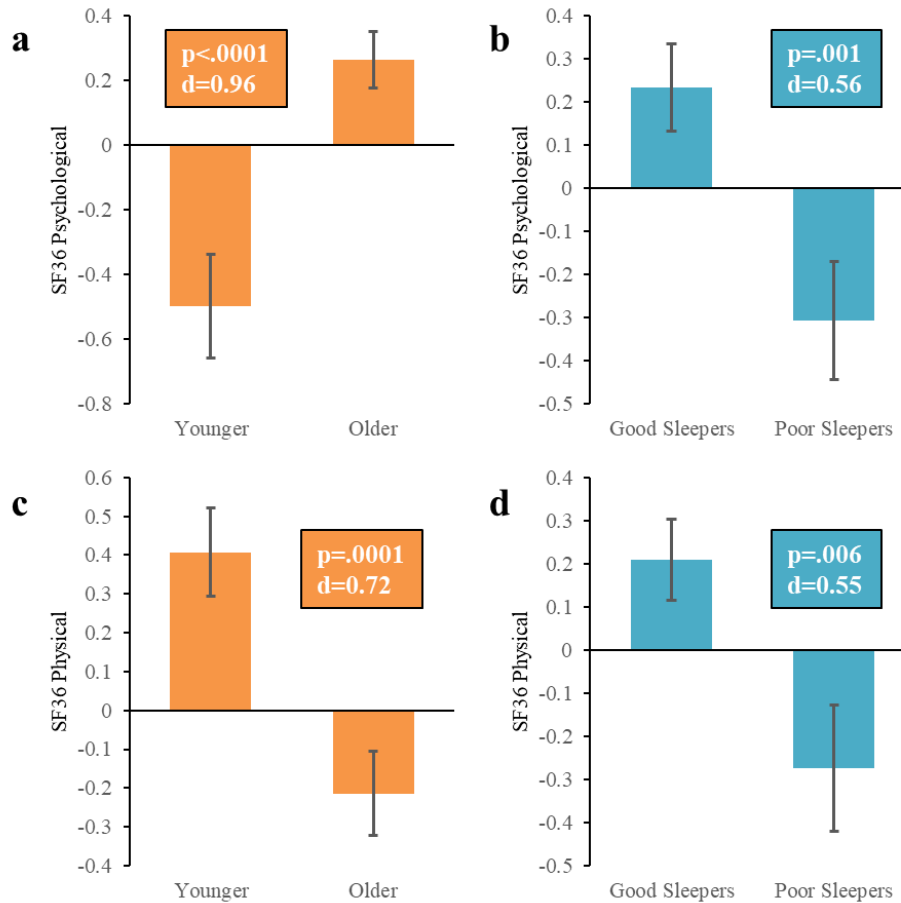 a
p<.0001
d=0.96
SF36 Psychological
0.4
0.2
0
-0.2
-0.4
-0.6
-0.8
Younger Older
b
p=.001
d=0.56
SF36 Psychological
0.4
0.3
0.2
0.1
0
-0.1
-0.2
-0.3
-0.4
-0.5
Good Sleepers Poor Sleepers
c
p=.0001
d=0.72
SF36 Physical
0.6
0.5
0.4
0.3
0.2
0.1
0
-0.1
-0.2
-0.3
-0.4
Younger Older
d
p=.006
d=0.55
SF36 Physical
0.4
0.3
0.2
0.1
0
-0.1
-0.2
-0.3
-0.4
-0.5
Good Sleepers Poor Sleepers